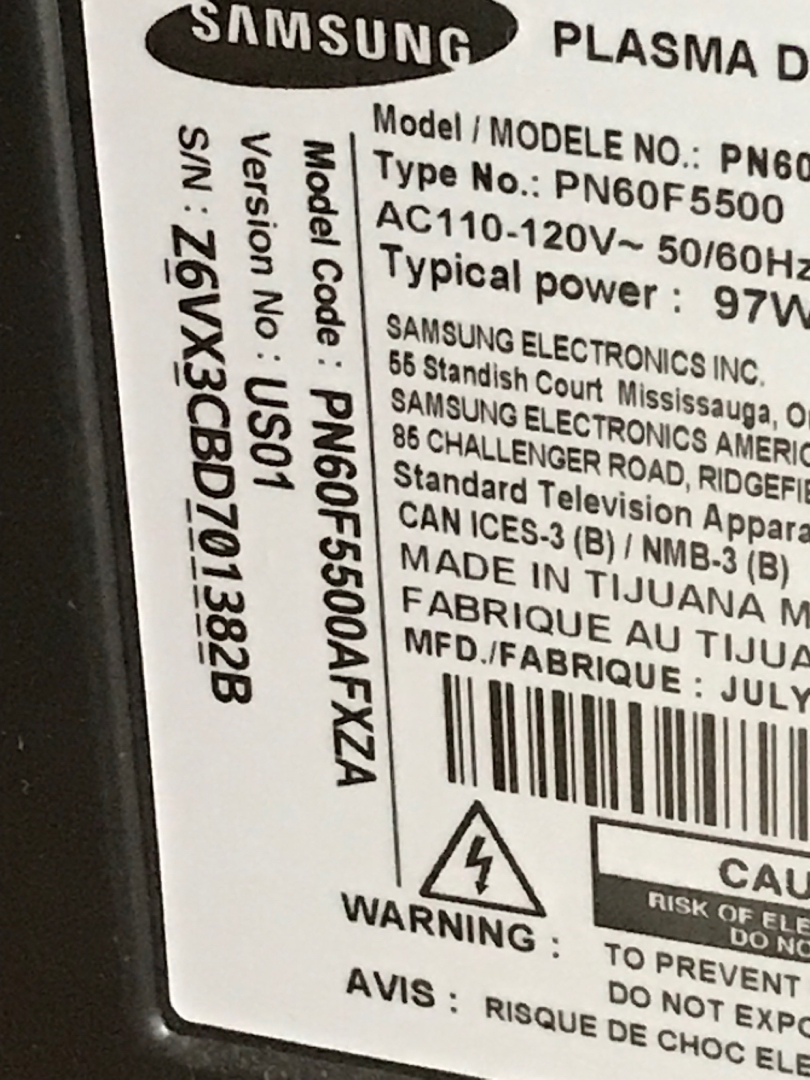 SAMSUNG
PLASMA D
Model / MODELE NO.: PN60
Type No.: PN60F5500
AC110-120V~ 50/60Hz
Typical power : 97W
SAMSUNG ELECTRONICS INC.
55 Standish Court Mississauga, O
SAMSUNG ELECTRONICS AMERIC
85 CHALLENGER ROAD, RIDGEFIE
Standard Television Appara
CAN ICES-3 (B) / NMB-3 (B)
MADE IN TIJUANA M
FABRIQUE AU TIJUA
MFD./FABRIQUE : JULY
Model Code : PN60F5500AFXZA
Version No : US01
S/N : Z6VX3CBD701382B
CAU
RISK OF ELE
DO NO
WARNING : TO PREVENT
DO NOT EXPO
AVIS : RISQUE DE CHOC ELE